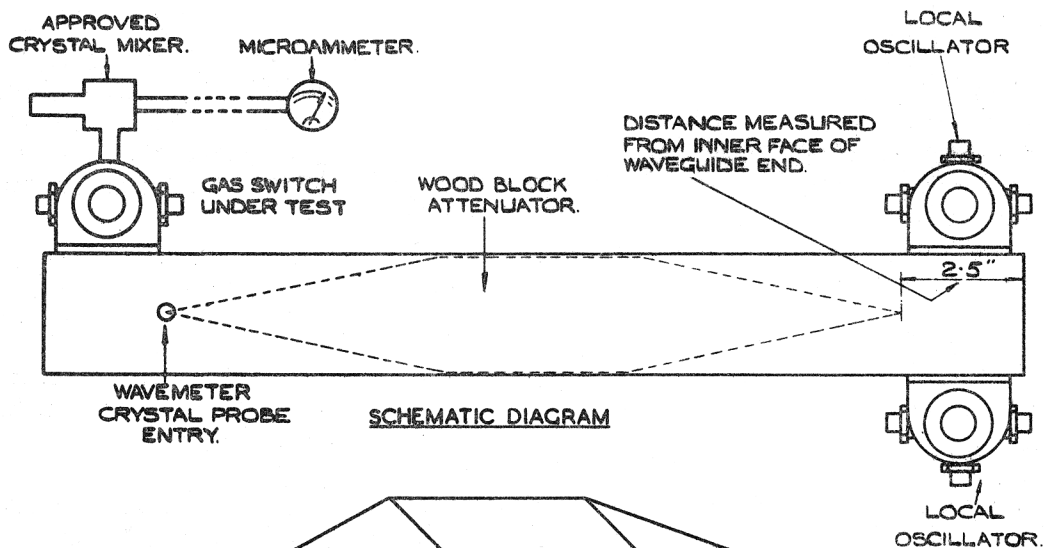 APPROVED
CRYSTAL MIXER.
MICROAMMETER.
LOCAL
OSCILLATOR
DISTANCE MEASURED
FROM INNER FACE OF
WAVEGUIDE END.
GAS SWITCH
UNDER TEST
WOOD BLOCK
ATTENUATOR.
2·5"
WAVEMETER
CRYSTAL PROBE
ENTRY.
SCHEMATIC DIAGRAM
LOCAL
OSCILLATOR.